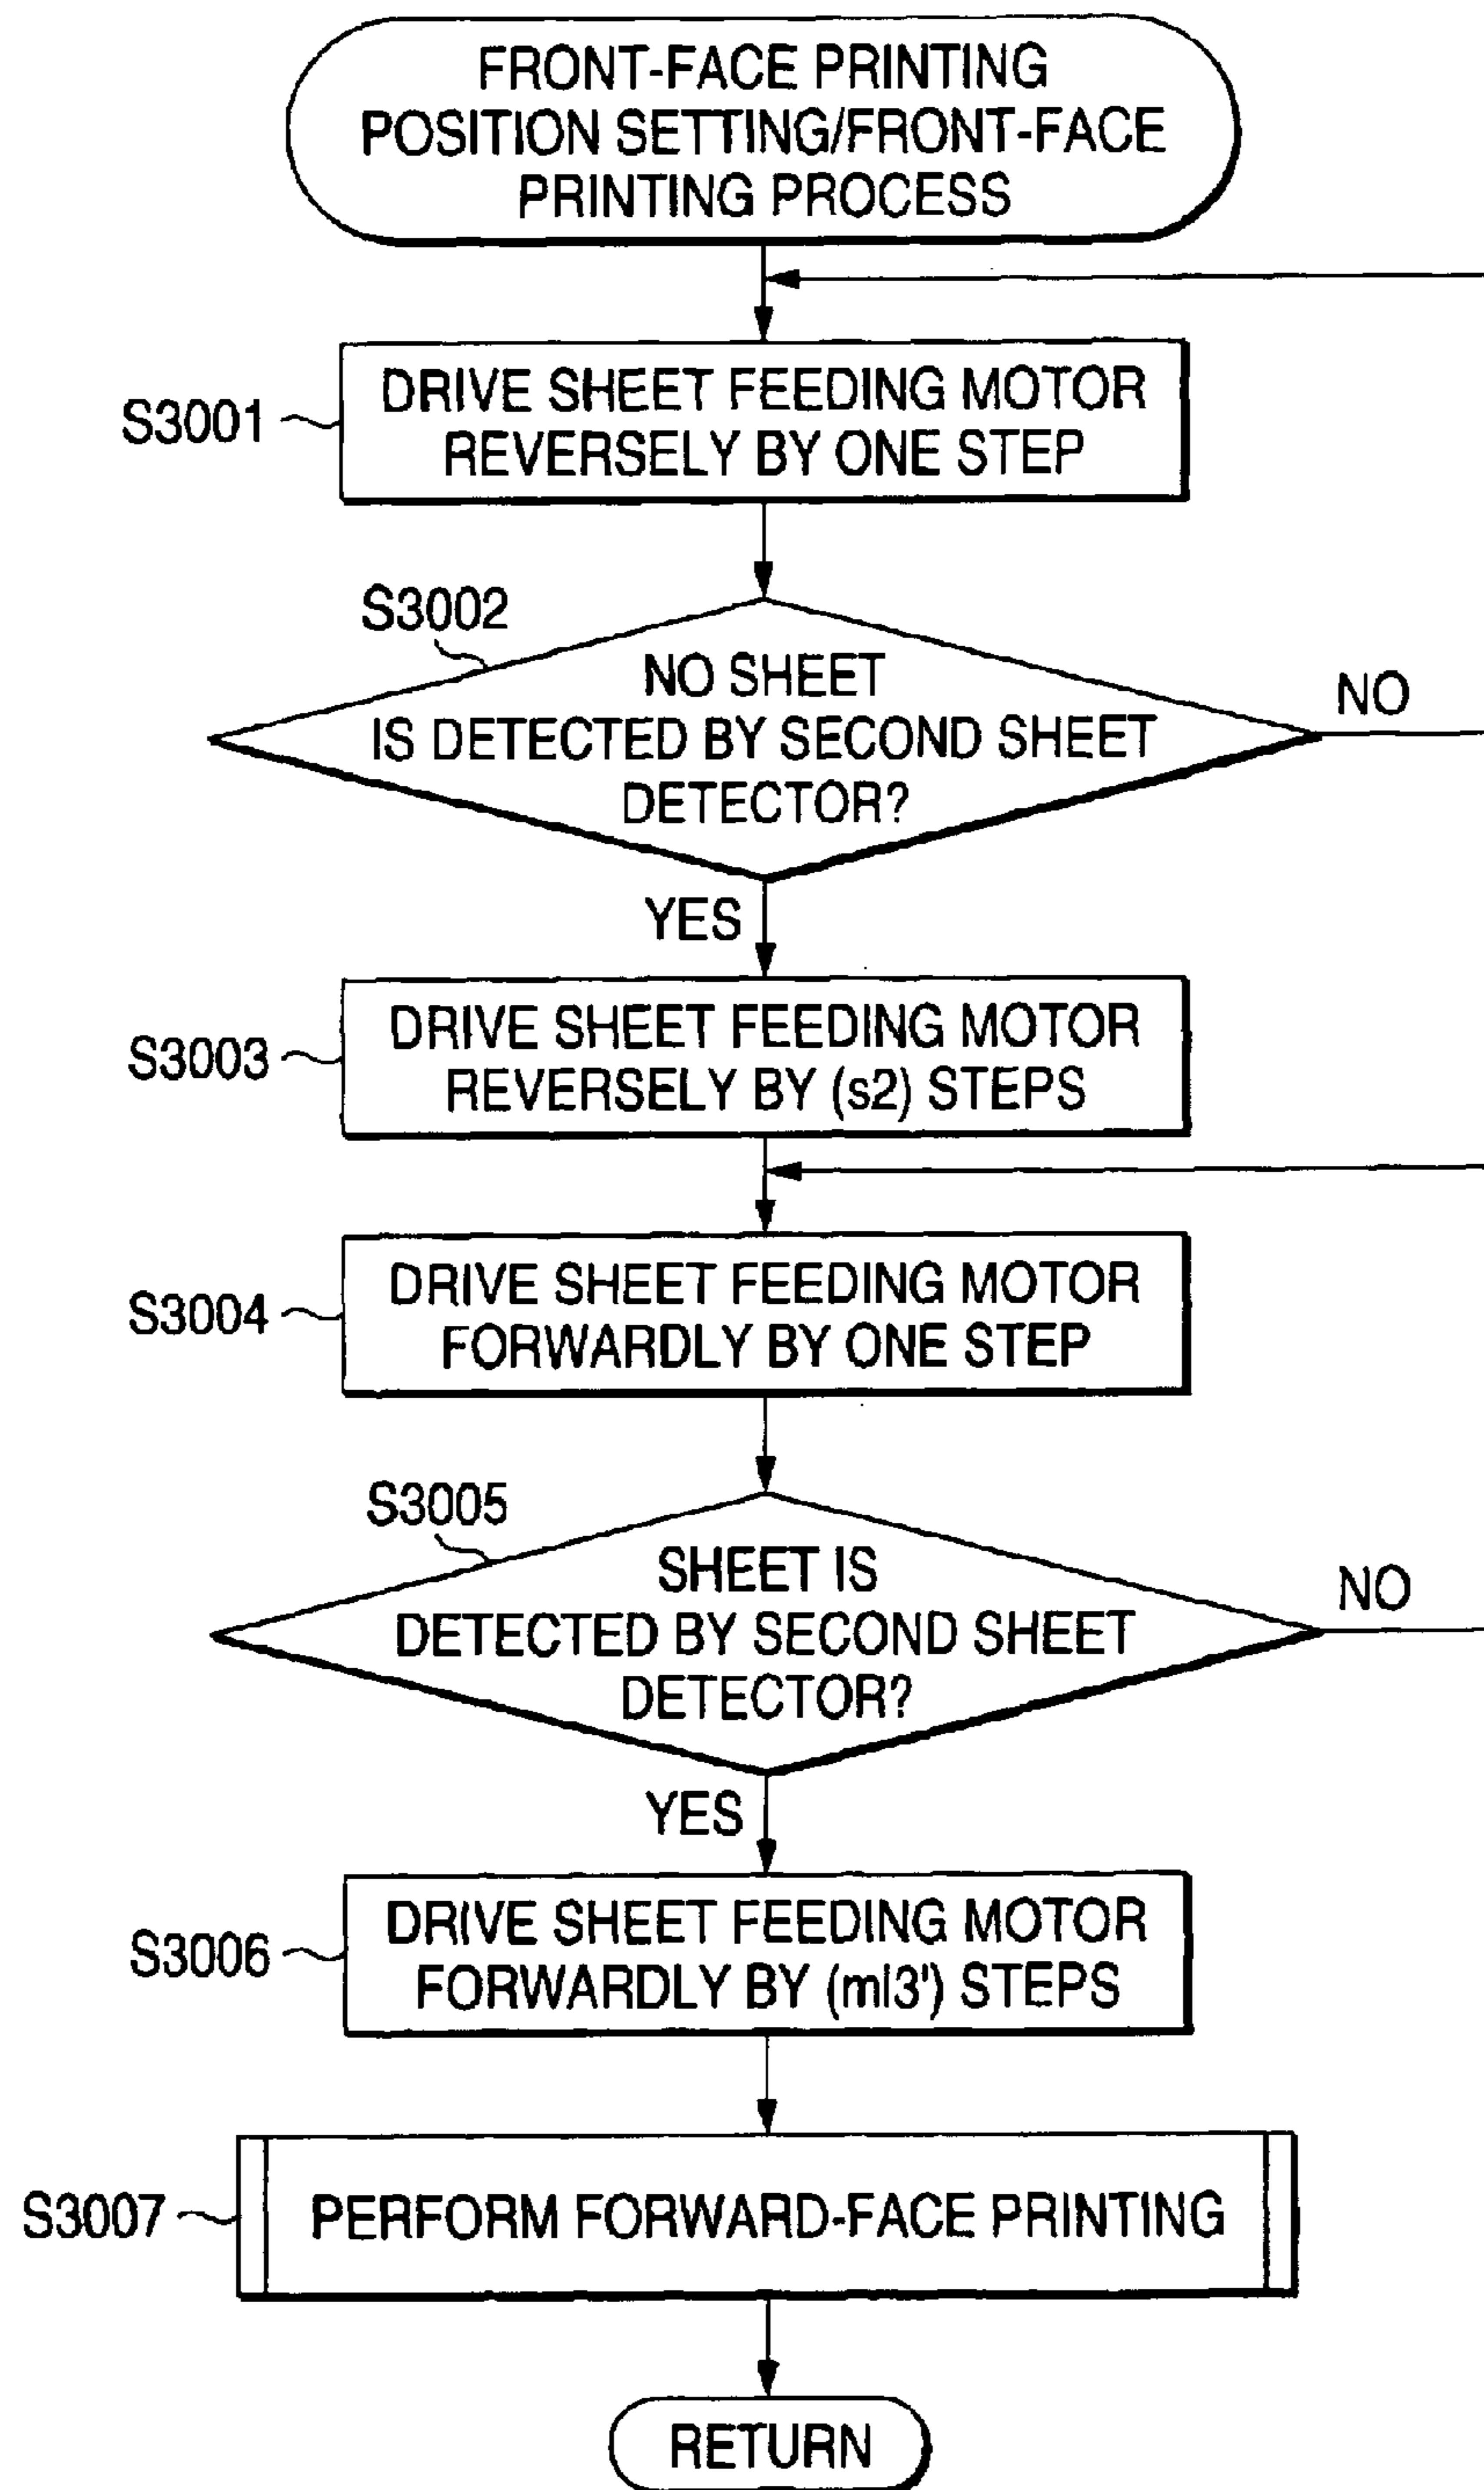 FRONT-FACE PRINTING
POSITION SETTING/FRONT-FACE
PRINTING PROCESS
S3001
DRIVE SHEET FEEDING MOTOR
REVERSELY BY ONE STEP
S3002
NO SHEET
IS DETECTED BY SECOND SHEET
DETECTOR?
NO
YES
S3003
DRIVE SHEET FEEDING MOTOR
REVERSELY BY (s2) STEPS
S3004
DRIVE SHEET FEEDING MOTOR
FORWARDLY BY ONE STEP
S3005
SHEET IS
DETECTED BY SECOND SHEET
DETECTOR?
NO
YES
S3006
DRIVE SHEET FEEDING MOTOR
FORWARDLY BY (ml3') STEPS
S3007
PERFORM FORWARD-FACE PRINTING
RETURN